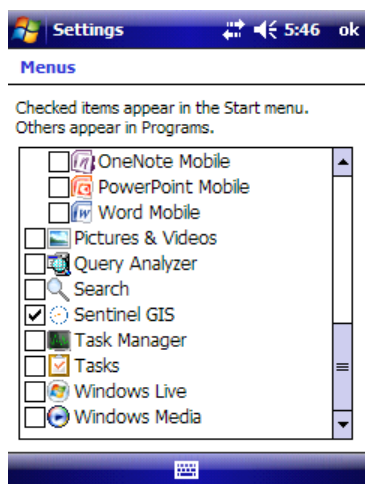 Settings 5:46 ok
Menus
Checked items appear in the Start menu.
Others appear in Programs.
OneNote Mobile
PowerPoint Mobile
Word Mobile
Pictures & Videos
Query Analyzer
Search
Sentinel GIS
Task Manager
Tasks
Windows Live
Windows Media